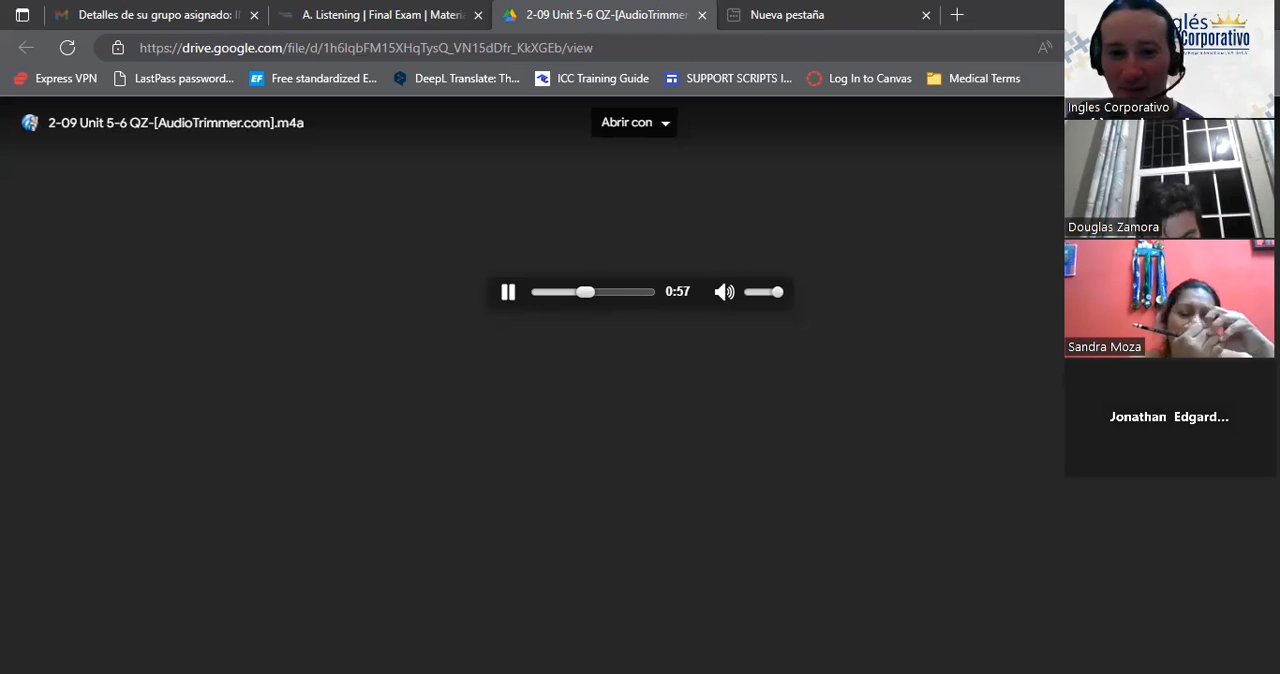 Detalles de su grupo asignado: I
A. Listening | Final Exam | Materia
2-09 Unit 5-6 QZ-[AudioTrimmer
Nueva pestaña
https://drive.google.com/file/d/1h6lqbFM15XHqTysQ_VN15dDfr_KkXGEb/view
Express VPN
LastPass password...
EF Free standardized E...
DeepL Translate: Th...
ICC Training Guide
SUPPORT SCRIPTS I...
Log In to Canvas
Medical Terms
2-09 Unit 5-6 QZ-[AudioTrimmer.com].m4a
Abrir con
0:57
glés
Corporativo
Ingles Corporativo
Douglas Zamora
Sandra Moza
Jonathan Edgard...